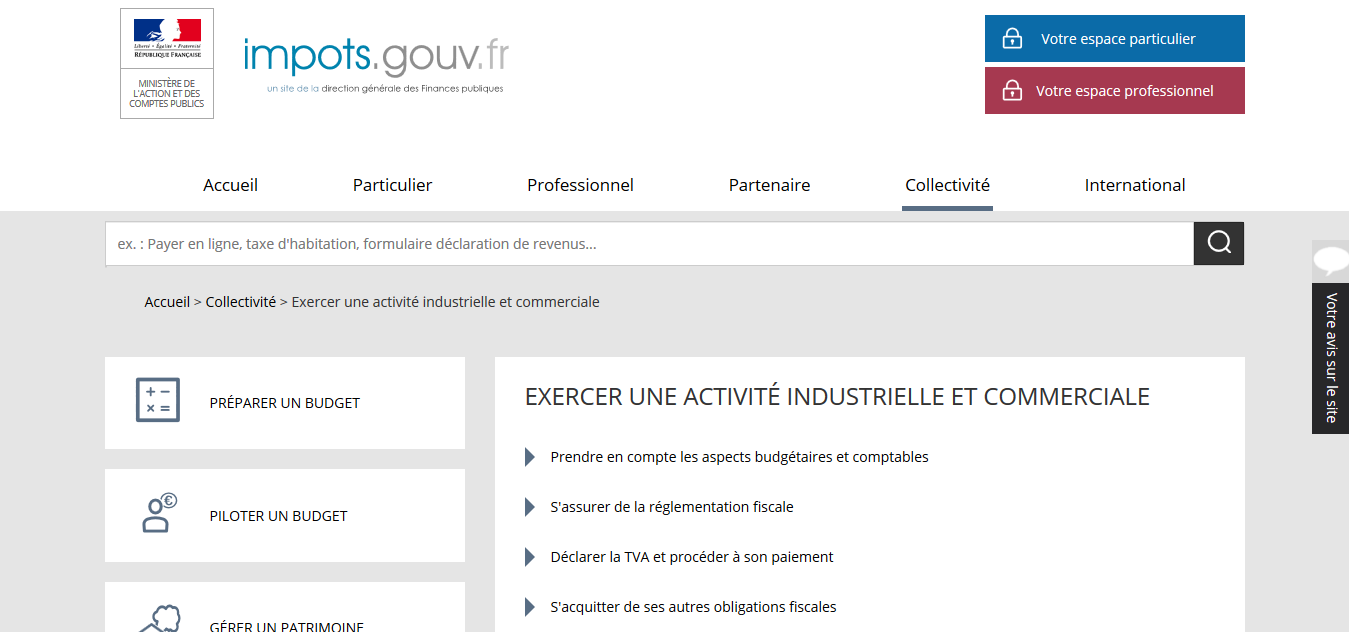 Liberté • Égalité • Fraternité
RÉPUBLIQUE FRANÇAISE
MINISTÈRE DE
L'ACTION ET DES
COMPTES PUBLICS
impots.gouv.fr
un site de la direction générale des Finances publiques
Votre espace particulier
Votre espace professionnel
Accueil
Particulier
Professionnel
Partenaire
Collectivité
International
ex. : Payer en ligne, taxe d'habitation, formulaire déclaration de revenus...
Accueil > Collectivité > Exercer une activité industrielle et commerciale
Votre avis sur le site
PRÉPARER UN BUDGET
PILOTER UN BUDGET
GÉRER UN PATRIMOINE
EXERCER UNE ACTIVITÉ INDUSTRIELLE ET COMMERCIALE
Prendre en compte les aspects budgétaires et comptables
S'assurer de la réglementation fiscale
Déclarer la TVA et procéder à son paiement
S'acquitter de ses autres obligations fiscales